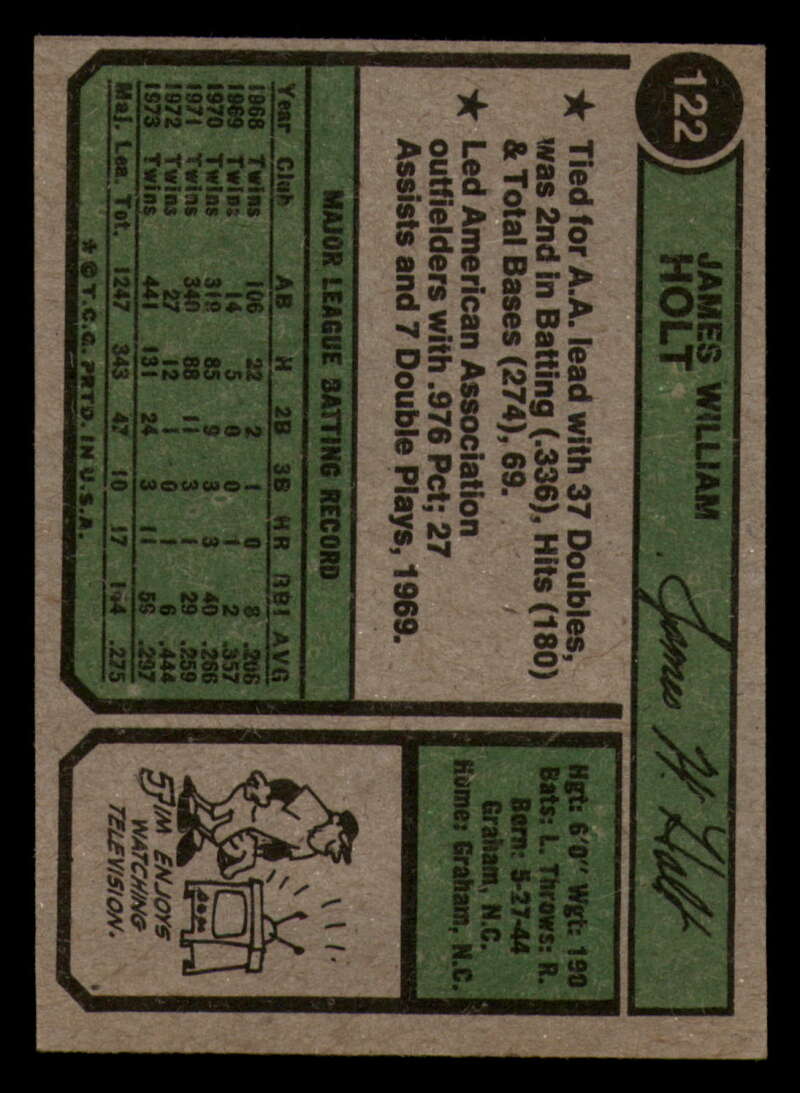 122
JAMES WILLIAM
HOLT
James W. Holt
★ Tied for A.A. lead with 37 Doubles,
was 2nd in Batting (.336), Hits (180)
& Total Bases (274), 69.
★ Led American Association
outfielders with .976 Pct; 27
Assists and 7 Double Plays, 1969.
Hgt: 6'0" Wgt: 190
Bats: L. Throws: R.
Born: 5-27-44
Graham, N.C.
Home: Graham, N.C.
MAJOR LEAGUE BATTING RECORD
Year Club AB H 2B 3B HR RBI AVG
1968 Twins 106 22 2 1 0 8 .208
1969 Twins 14 5 0 0 1 2 .357
1970 Twins 319 85 9 3 3 40 .266
1971 Twins 340 88 11 3 1 29 .259
1972 Twins 27 12 1 0 1 6 .444
1973 Twins 441 131 24 3 11 59 .297
Maj. Lea. Tot. 1247 343 47 10 17 144 .275
* © T.C.G. PRTD. IN U.S.A.
JIM ENJOYS
WATCHING
TELEVISION.